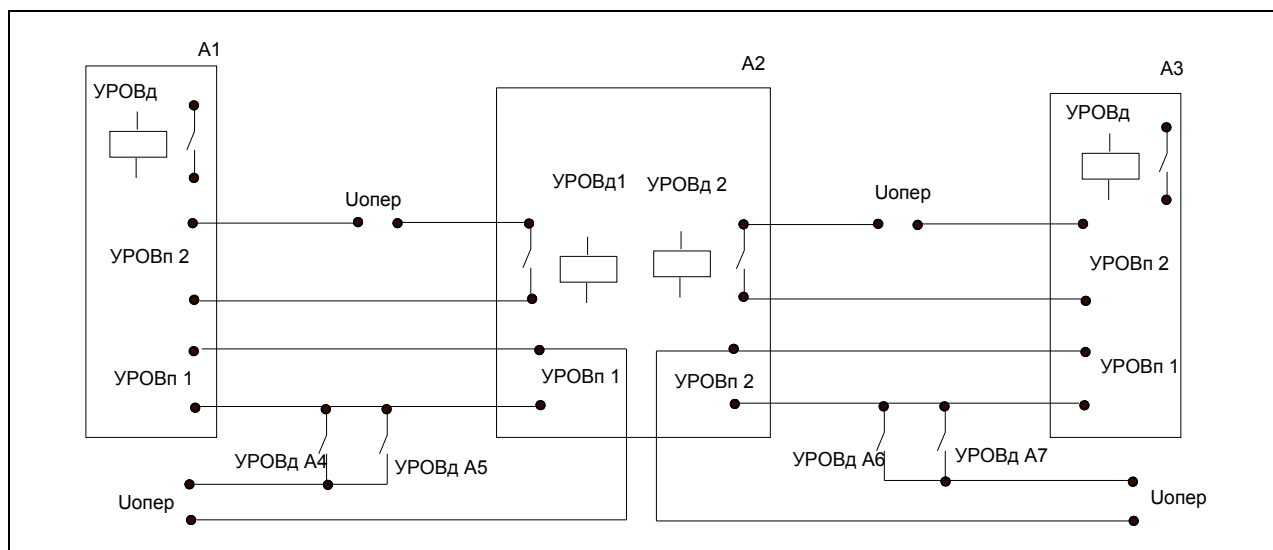 А1
А2
А3
УРОВд
УРОВд
УРОВд1
УРОВд 2
Uопер
Uопер
УРОВп 2
УРОВп 2
УРОВп 1
УРОВп 1
УРОВп 2
УРОВп 1
УРОВд А4
УРОВд А5
УРОВд А6
УРОВд А7
Uопер
Uопер